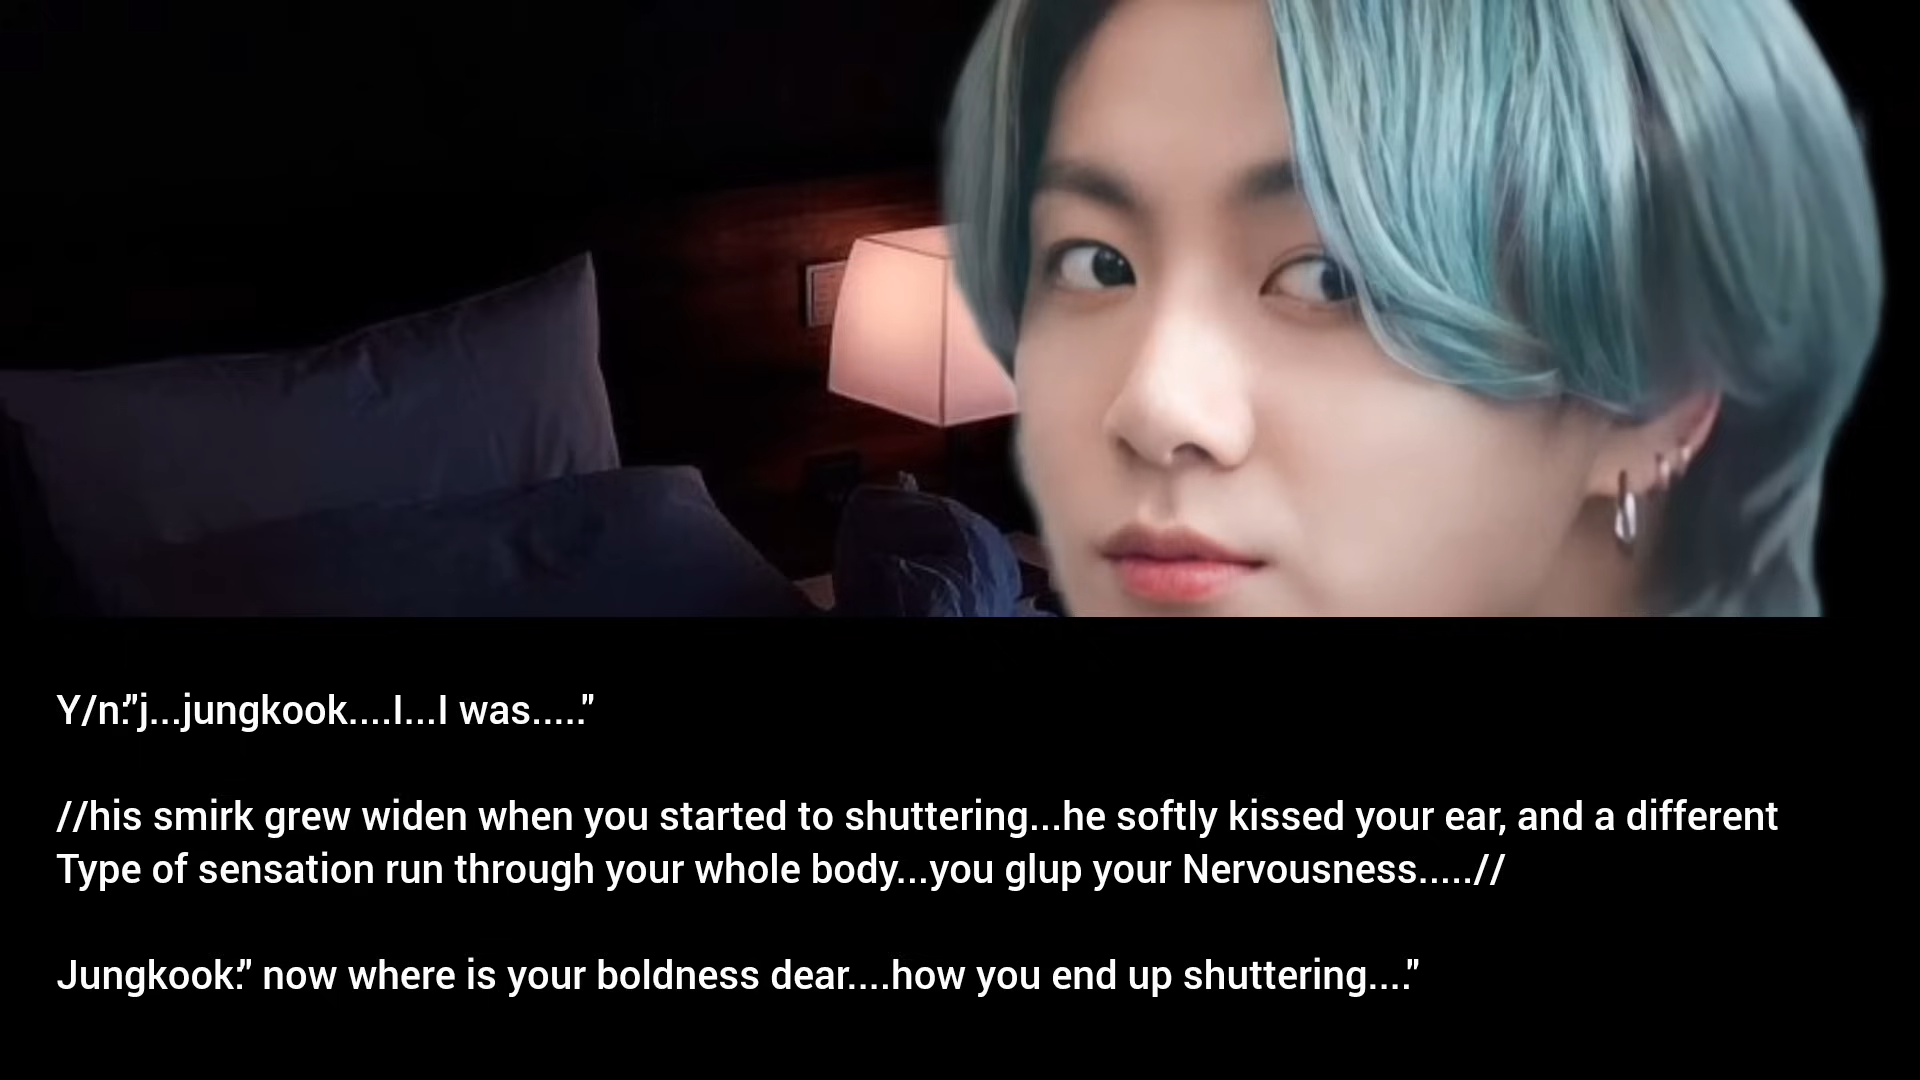 Y/n:"j...jungkook....I...I was....."
//his smirk grew widen when you started to shuttering...he softly kissed your ear, and a different
Type of sensation run through your whole body...you glup your Nervousness.....//
Jungkook:" now where is your boldness dear....how you end up shuttering...."